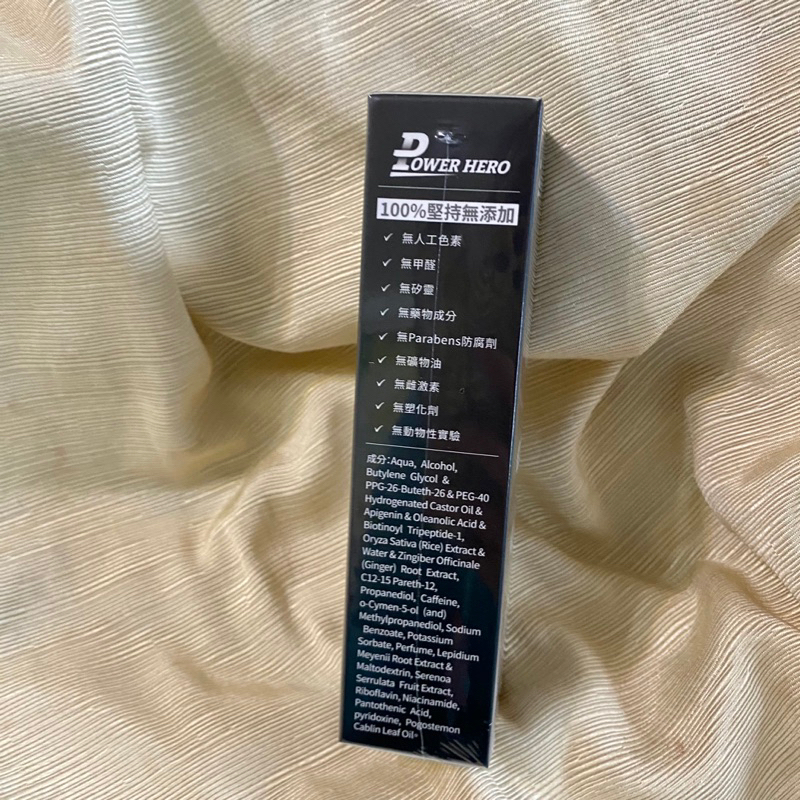 POWER HERO
100%堅持無添加
無人工色素
無甲醛
無矽靈
無藥物成分
無Parabens防腐劑
無礦物油
無雌激素
無塑化劑
無動物性實驗
成分:Aqua, Alcohol,
Butylene Glycol &
PPG-26-Buteth-26 & PEG-40
Hydrogenated Castor Oil &
Apigenin & Oleanolic Acid &
Biotinoyl Tripeptide-1,
Oryza Sativa (Rice) Extract &
Water & Zingiber Officinale
(Ginger) Root Extract,
C12-15 Pareth-12,
Propanediol, Caffeine,
o-Cymen-5-ol (and)
Methylpropanediol, Sodium
Benzoate, Potassium
Sorbate, Perfume, Lepidium
Meyenii Root Extract &
Maltodextrin, Serenoa
Serrulata Fruit Extract,
Riboflavin, Niacinamide,
Pantothenic Acid,
pyridoxine, Pogostemon
Cablin Leaf Oil。